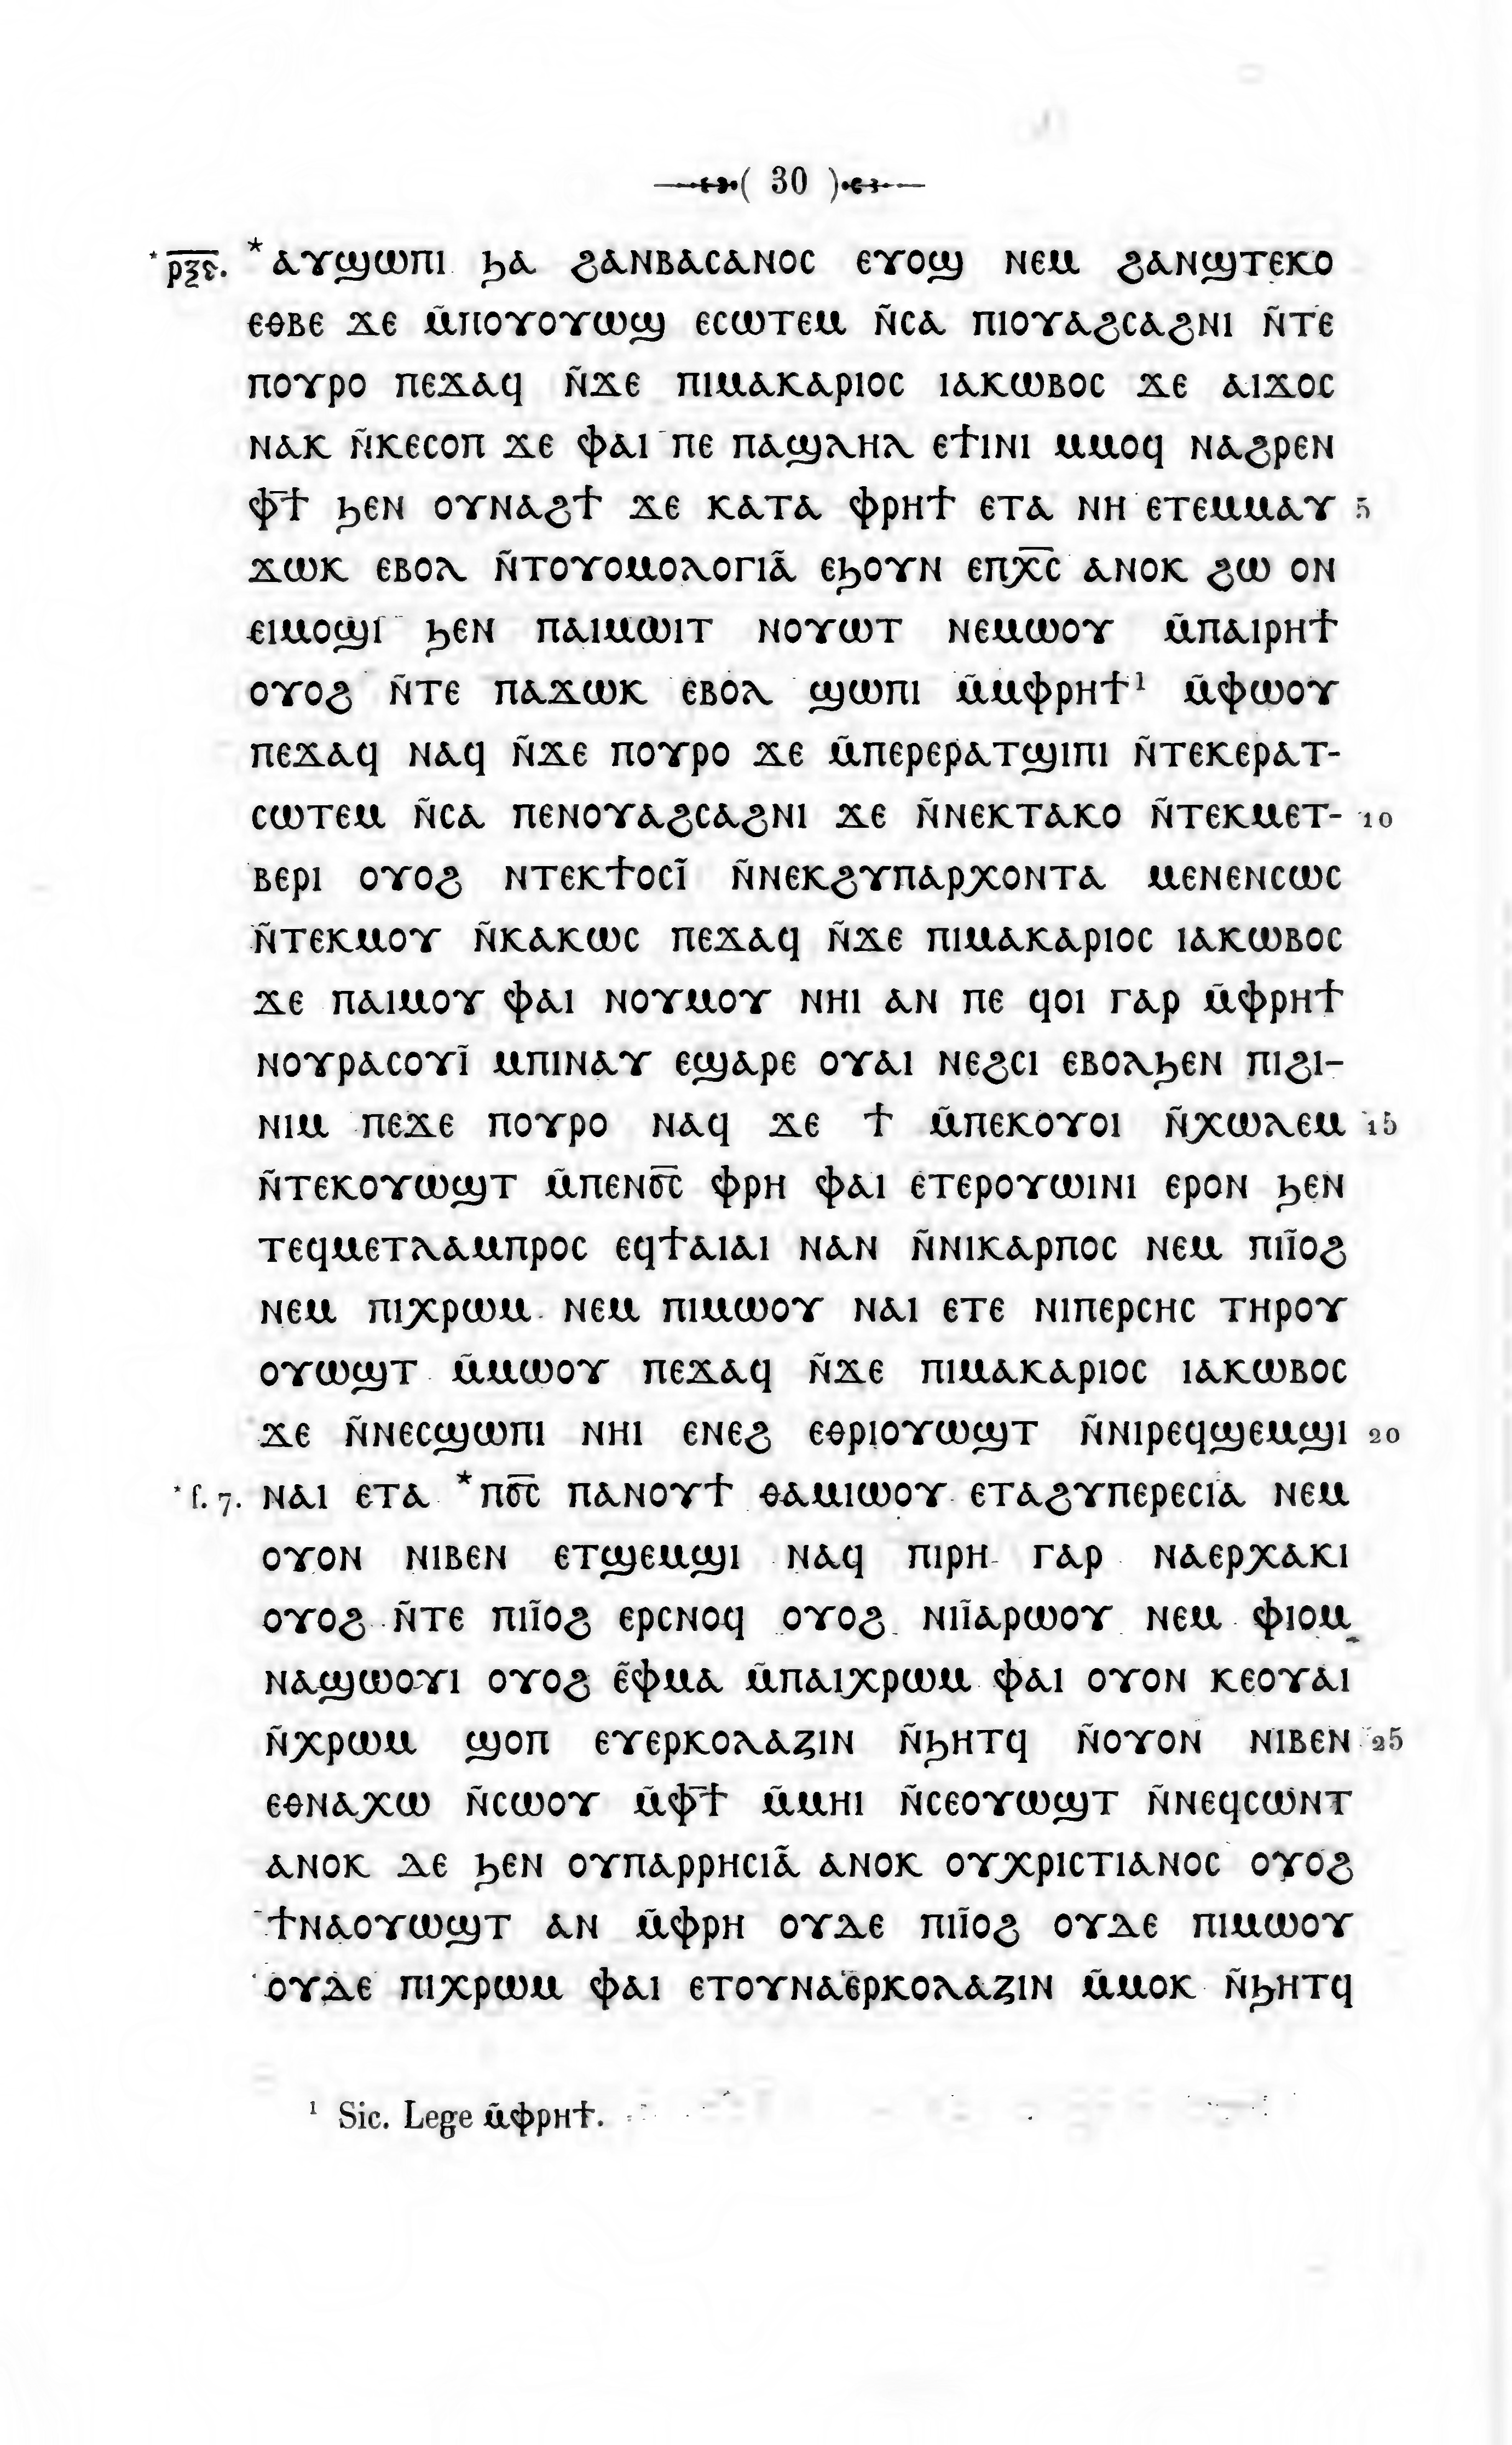 ( 30 )
* ⲣ̅ⲝ̅ⲋ̅. *ⲁⲩϣⲱⲡⲓ ϧⲁ ϩⲁⲛⲃⲁⲥⲁⲛⲟⲥ ⲉⲩⲟϣ ⲛⲉⲙ ϩⲁⲛϣⲧⲉⲕⲟ
ⲉⲑⲃⲉ ϫⲉ ⲙ̃ⲡⲟⲩⲟⲩⲱϣ ⲉⲥⲱⲧⲉⲙ ⲛ̃ⲥⲁ ⲡⲓⲟⲩⲁϩⲥⲁϩⲛⲓ ⲛ̃ⲧⲉ
ⲡⲟⲩⲣⲟ ⲡⲉϫⲁϥ ⲛ̃ϫⲉ ⲡⲓⲙⲁⲕⲁⲣⲓⲟⲥ ⲓⲁⲕⲱⲃⲟⲥ ϫⲉ ⲁⲓϫⲟⲥ
ⲛⲁⲕ ⲛ̃ⲕⲉⲥⲟⲡ ϫⲉ ⲫⲁⲓ ⲡⲉ ⲡⲁϣⲗⲏⲗ ⲉϯⲓⲛⲓ ⲙⲙⲟϥ ⲛⲁϩⲣⲉⲛ
ⲫ̅ϯ ϧⲉⲛ ⲟⲩⲛⲁϩϯ ϫⲉ ⲕⲁⲧⲁ ⲫⲣⲏϯ ⲉⲧⲁ ⲛⲏ ⲉⲧⲉⲙⲙⲁⲩ 5
ϫⲱⲕ ⲉⲃⲟⲗ ⲛ̃ⲧⲟⲩⲟⲙⲟⲗⲟⲅⲓⲁ̃ ⲉϧⲟⲩⲛ ⲉⲡⲭ̅ⲥ̅ ⲁⲛⲟⲕ ϩⲱ ⲟⲛ
ⲉⲓⲙⲟϣⲓ ϧⲉⲛ ⲡⲁⲓⲙⲱⲓⲧ ⲛⲟⲩⲱⲧ ⲛⲉⲙⲱⲟⲩ ⲙ̃ⲡⲁⲓⲣⲏϯ
ⲟⲩⲟϩ ⲛ̃ⲧⲉ ⲡⲁϫⲱⲕ ⲉⲃⲟⲗ ϣⲱⲡⲓ ⲙ̃ⲙⲫⲣⲏϯ¹ ⲙ̃ⲫⲱⲟⲩ
ⲡⲉϫⲁϥ ⲛⲁϥ ⲛ̃ϫⲉ ⲡⲟⲩⲣⲟ ϫⲉ ⲙ̃ⲡⲉⲣⲉⲣⲁⲧϣⲓⲡⲓ ⲛ̃ⲧⲉⲕⲉⲣⲁⲧ-
ⲥⲱⲧⲉⲙ ⲛ̃ⲥⲁ ⲡⲉⲛⲟⲩⲁϩⲥⲁϩⲛⲓ ϫⲉ ⲛ̃ⲛⲉⲕⲧⲁⲕⲟ ⲛ̃ⲧⲉⲕⲙⲉⲧ- 10
ⲃⲉⲣⲓ ⲟⲩⲟϩ ⲛⲧⲉⲕϯⲟⲥⲓ̃ ⲛ̃ⲛⲉⲕϩⲩⲡⲁⲣⲭⲟⲛⲧⲁ ⲙⲉⲛⲉⲛⲥⲱⲥ
ⲛ̃ⲧⲉⲕⲙⲟⲩ ⲛ̃ⲕⲁⲕⲱⲥ ⲡⲉϫⲁϥ ⲛ̃ϫⲉ ⲡⲓⲙⲁⲕⲁⲣⲓⲟⲥ ⲓⲁⲕⲱⲃⲟⲥ
ϫⲉ ⲡⲁⲓⲙⲟⲩ ⲫⲁⲓ ⲛⲟⲩⲙⲟⲩ ⲛⲏⲓ ⲁⲛ ⲡⲉ ϥⲟⲓ ⲅⲁⲣ ⲙ̃ⲫⲣⲏϯ
ⲛⲟⲩⲣⲁⲥⲟⲩⲓ̃ ⲙⲡⲓⲛⲁⲩ ⲉϣⲁⲣⲉ ⲟⲩⲁⲓ ⲛⲉϩⲥⲓ ⲉⲃⲟⲗϧⲉⲛ ⲡⲓϩⲓ-
ⲛⲓⲙ ⲡⲉϫⲉ ⲡⲟⲩⲣⲟ ⲛⲁϥ ϫⲉ ϯ ⲙ̃ⲡⲉⲕⲟⲩⲟⲓ ⲛ̃ⲭⲱⲗⲉⲙ 15
ⲛ̃ⲧⲉⲕⲟⲩⲱϣⲧ ⲙ̃ⲡⲉⲛϭ̅ⲥ̅ ⲫⲣⲏ ⲫⲁⲓ ⲉⲧⲉⲣⲟⲩⲱⲓⲛⲓ ⲉⲣⲟⲛ ϧⲉⲛ
ⲧⲉϥⲙⲉⲧⲗⲁⲙⲡⲣⲟⲥ ⲉϥϯⲁⲓⲁⲓ ⲛⲁⲛ ⲛ̃ⲛⲓⲕⲁⲣⲡⲟⲥ ⲛⲉⲙ ⲡⲓⲓ̃ⲟϩ
ⲛⲉⲙ ⲡⲓⲭⲣⲱⲙ ⲛⲉⲙ ⲡⲓⲙⲱⲟⲩ ⲛⲁⲓ ⲉⲧⲉ ⲛⲓⲡⲉⲣⲥⲏⲥ ⲧⲏⲣⲟⲩ
ⲟⲩⲱϣⲧ ⲙ̃ⲙⲱⲟⲩ ⲡⲉϫⲁϥ ⲛ̃ϫⲉ ⲡⲓⲙⲁⲕⲁⲣⲓⲟⲥ ⲓⲁⲕⲱⲃⲟⲥ
ϫⲉ ⲛ̃ⲛⲉⲥϣⲱⲡⲓ ⲛⲏⲓ ⲉⲛⲉϩ ⲉⲑⲣⲓⲟⲩⲱϣⲧ ⲛ̃ⲛⲓⲣⲉϥϣⲉⲙϣⲓ 20
* f. 7. ⲛⲁⲓ ⲉⲧⲁ *ⲡϭ̅ⲥ̅ ⲡⲁⲛⲟⲩϯ ⲑⲁⲙⲓⲱⲟⲩ ⲉⲧⲁϩⲩⲡⲉⲣⲉⲥⲓⲁ ⲛⲉⲙ
ⲟⲩⲟⲛ ⲛⲓⲃⲉⲛ ⲉⲧϣⲉⲙϣⲓ ⲛⲁϥ ⲡⲓⲣⲏ ⲅⲁⲣ ⲛⲁⲉⲣⲭⲁⲕⲓ
ⲟⲩⲟϩ ⲛ̃ⲧⲉ ⲡⲓⲓ̃ⲟϩ ⲉⲣⲥⲛⲟϥ ⲟⲩⲟϩ ⲛⲓⲓ̃ⲁⲣⲱⲟⲩ ⲛⲉⲙ ⲫⲓⲟⲙ
ⲛⲁϣⲱⲟⲩⲓ ⲟⲩⲟϩ ⲉ̃ⲫⲙⲁ ⲙ̃ⲡⲁⲓⲭⲣⲱⲙ ⲫⲁⲓ ⲟⲩⲟⲛ ⲕⲉⲟⲩⲁⲓ
ⲛ̃ⲭⲣⲱⲙ ϣⲟⲡ ⲉⲩⲉⲣⲕⲟⲗⲁⲍⲓⲛ ⲛ̃ϧⲏⲧϥ ⲛ̃ⲟⲩⲟⲛ ⲛⲓⲃⲉⲛ 25
ⲉⲑⲛⲁⲭⲱ ⲛ̃ⲥⲱⲟⲩ ⲙ̃ⲫ̅ϯ ⲙ̃ⲙⲏⲓ ⲛ̃ⲥⲉⲟⲩⲱϣⲧ ⲛ̃ⲛⲉϥⲥⲱⲛⲧ
ⲁⲛⲟⲕ ⲇⲉ ϧⲉⲛ ⲟⲩⲡⲁⲣⲣⲏⲥⲓⲁ̃ ⲁⲛⲟⲕ ⲟⲩⲭⲣⲓⲥⲧⲓⲁⲛⲟⲥ ⲟⲩⲟϩ
ϯⲛⲁⲟⲩⲱϣⲧ ⲁⲛ ⲙ̃ⲫⲣⲏ ⲟⲩⲇⲉ ⲡⲓⲓ̃ⲟϩ ⲟⲩⲇⲉ ⲡⲓⲙⲱⲟⲩ
ⲟⲩⲇⲉ ⲡⲓⲭⲣⲱⲙ ⲫⲁⲓ ⲉⲧⲟⲩⲛⲁⲉ̃ⲣⲕⲟⲗⲁⲍⲓⲛ ⲙ̃ⲙⲟⲕ ⲛ̃ϧⲏⲧϥ
¹ Sic. Lege ⲙ̃ⲫⲣⲏϯ.